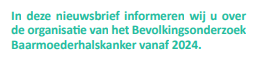 In deze nieuwsbrief informeren wij u over
de organisatie van het Bevolkingsonderzoek
Baarmoederhalskanker vanaf 2024.